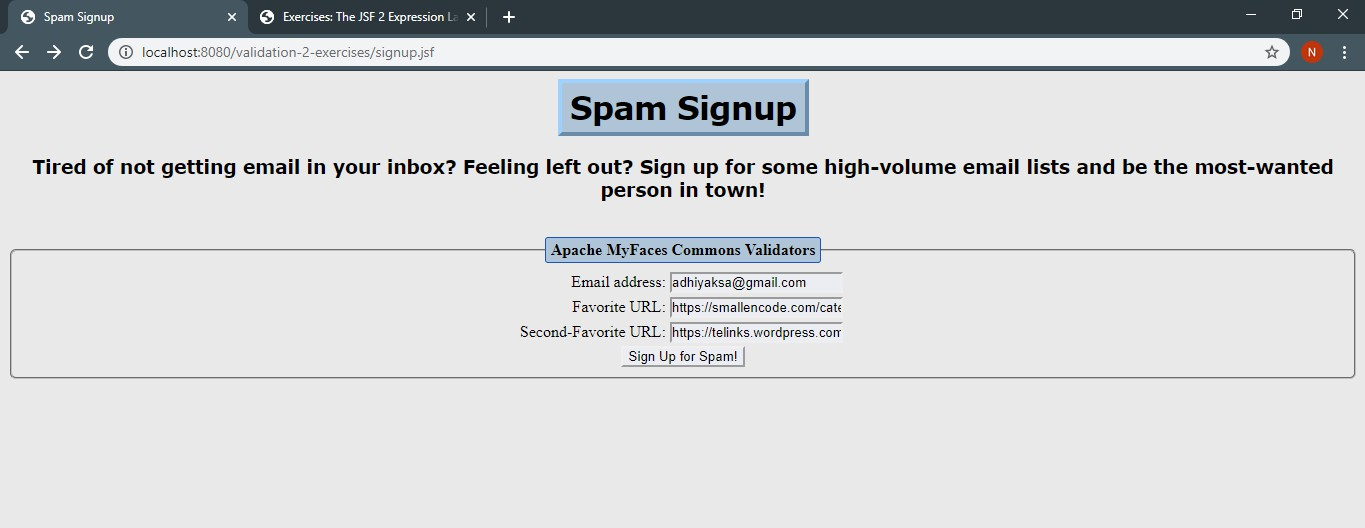 Spam Signup
Exercises: The JSF 2 Expression La
localhost:8080/validation-2-exercises/signup.jsf
N
Spam Signup
Tired of not getting email in your inbox? Feeling left out? Sign up for some high-volume email lists and be the most-wanted
person in town!
Apache MyFaces Commons Validators
Email address: adhiyaksa@gmail.com
Favorite URL: https://smallencode.com/cate
Second-Favorite URL: https://telinks.wordpress.com
Sign Up for Spam!